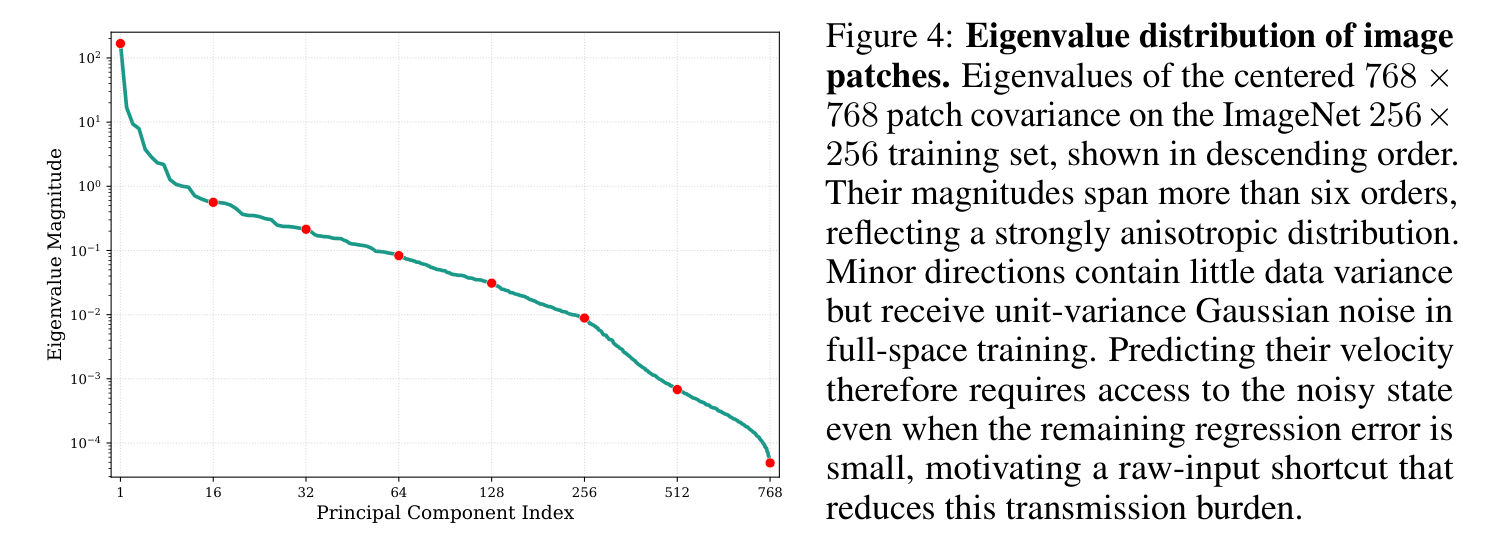 10²
10¹
10⁰
10⁻¹
10⁻²
10⁻³
10⁻⁴
Eigenvalue Magnitude
1 16 32 64 128 256 512 768
Principal Component Index
Figure 4: Eigenvalue distribution of image
patches. Eigenvalues of the centered 768 ×
768 patch covariance on the ImageNet 256 ×
256 training set, shown in descending order.
Their magnitudes span more than six orders,
reflecting a strongly anisotropic distribution.
Minor directions contain little data variance
but receive unit-variance Gaussian noise in
full-space training. Predicting their velocity
therefore requires access to the noisy state
even when the remaining regression error is
small, motivating a raw-input shortcut that
reduces this transmission burden.